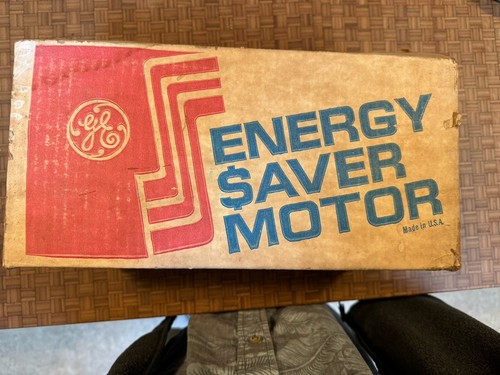 GE
ENERGY
$AVER
MOTOR
Made in U.S.A.